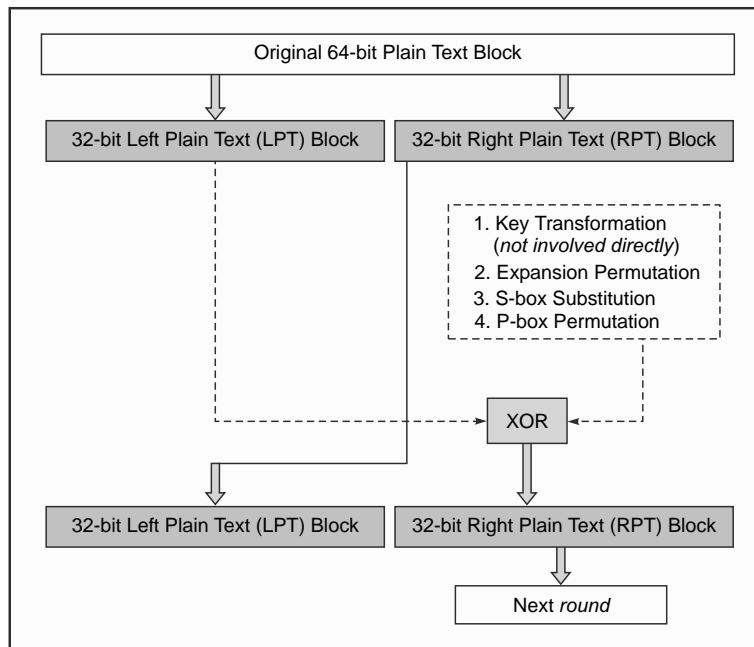 Original 64-bit Plain Text Block
32-bit Left Plain Text (LPT) Block
32-bit Right Plain Text (RPT) Block
1. Key Transformation
(not involved directly)
2. Expansion Permutation
3. S-box Substitution
4. P-box Permutation
XOR
32-bit Left Plain Text (LPT) Block
32-bit Right Plain Text (RPT) Block
Next round